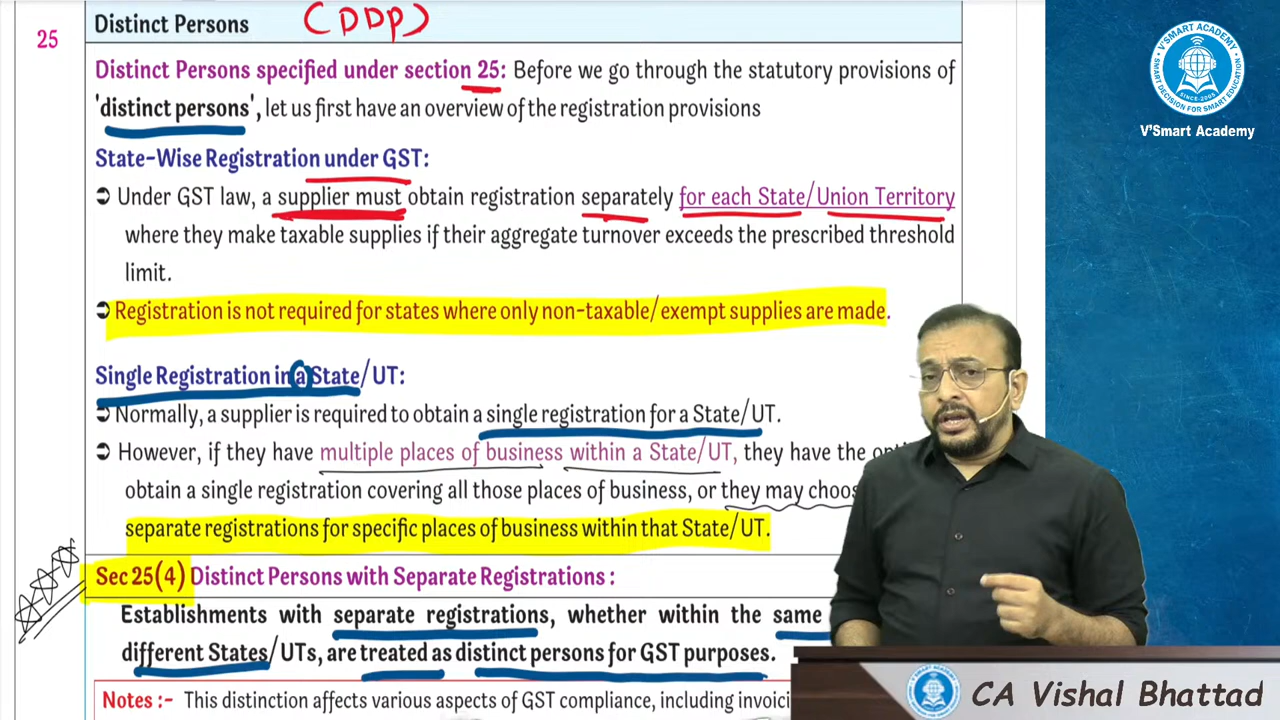 Distinct Persons (DDP)
25
Distinct Persons specified under section 25: Before we go through the statutory provisions of
'distinct persons', let us first have an overview of the registration provisions
State-Wise Registration under GST:
➲ Under GST law, a supplier must obtain registration separately for each State/Union Territory
where they make taxable supplies if their aggregate turnover exceeds the prescribed threshold
limit.
➲ Registration is not required for states where only non-taxable/exempt supplies are made.
Single Registration in a State/UT:
➲ Normally, a supplier is required to obtain a single registration for a State/UT.
➲ However, if they have multiple places of business within a State/UT, they have the
obtain a single registration covering all those places of business, or they may
separate registrations for specific places of business within that State/UT.
Sec 25(4) Distinct Persons with Separate Registrations :
Establishments with separate registrations, whether within the same
different States/UTs, are treated as distinct persons for GST purposes.
Notes :- This distinction affects various aspects of GST compliance, including
V'SMART ACADEMY
SMART DECISION FOR SMART EDUCATION
SINCE-2005
V'Smart Academy
CA Vishal Bhattad